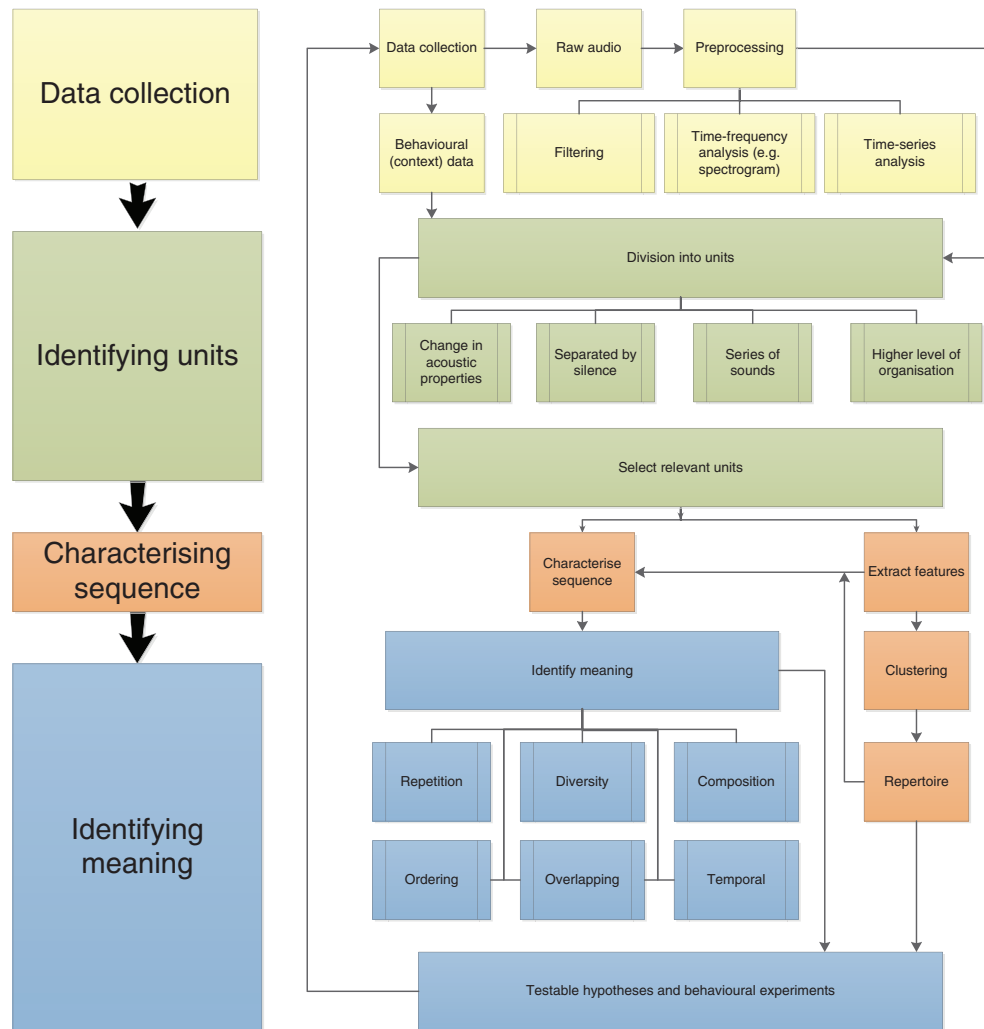 Data collection
Identifying units
Characterising
sequence
Identifying
meaning
Data collection
Raw audio
Preprocessing
Behavioural
(context) data
Filtering
Time-frequency
analysis (e.g.
spectrogram)
Time-series
analysis
Division into units
Change in
acoustic
properties
Separated by
silence
Series of
sounds
Higher level of
organisation
Select relevant units
Characterise
sequence
Extract features
Identify meaning
Clustering
Repetition
Diversity
Composition
Repertoire
Ordering
Overlapping
Temporal
Testable hypotheses and behavioural experiments